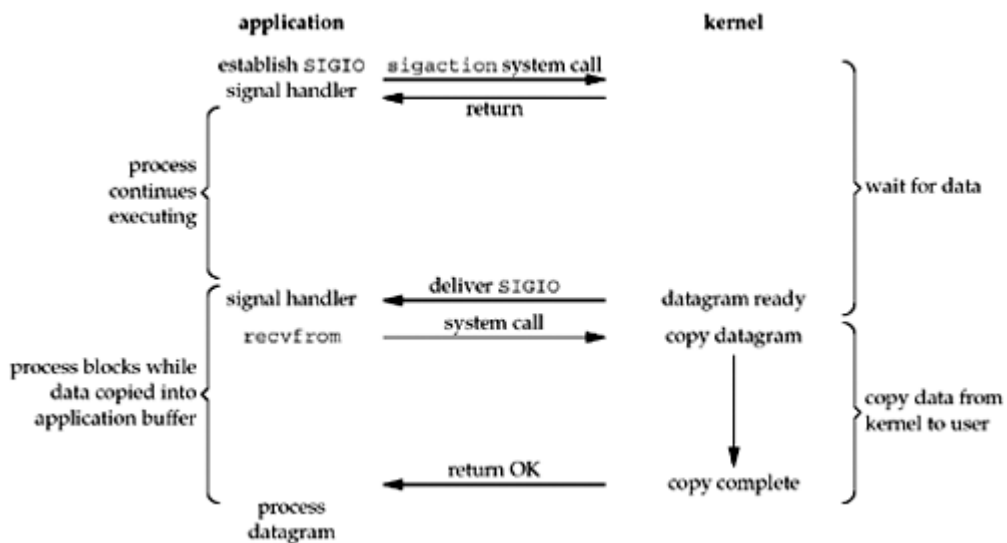 application
kernel
establish SIGIO
signal handler
sigaction system call
return
process
continues
executing
wait for data
deliver SIGIO
signal handler
datagram ready
recvfrom
system call
copy datagram
process blocks while
data copied into
application buffer
copy data from
kernel to user
return OK
copy complete
process
datagram